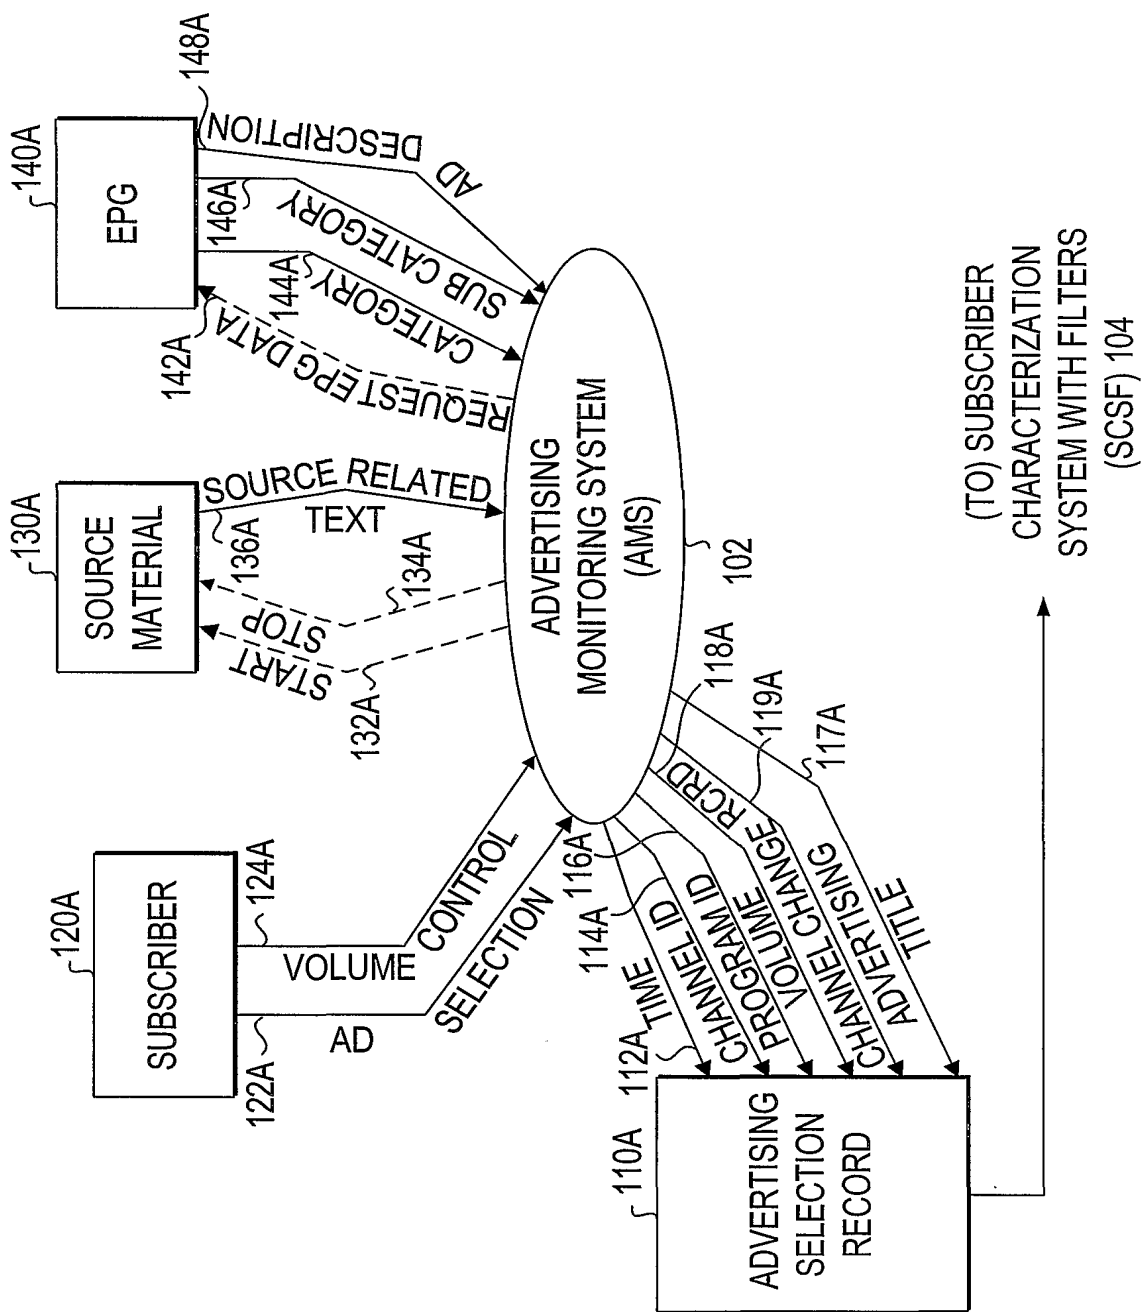 120A
SUBSCRIBER
122A
124A
AD
SELECTION
VOLUME
CONTROL
130A
SOURCE
MATERIAL
132A
START
STOP
134A
136A
SOURCE RELATED
TEXT
140A
EPG
142A
REQUEST EPG DATA
144A
CATEGORY
146A
SUB CATEGORY
148A
AD
DESCRIPTION
ADVERTISING
MONITORING SYSTEM
(AMS)
102
110A
ADVERTISING
SELECTION
RECORD
112A
TIME
114A
CHANNEL ID
116A
PROGRAM ID
118A
VOLUME
VOLUME CHANGE RCRD
119A
CHANNEL CHANGE
117A
ADVERTISING
TITLE
(TO) SUBSCRIBER
CHARACTERIZATION
SYSTEM WITH FILTERS
(SCSF) 104